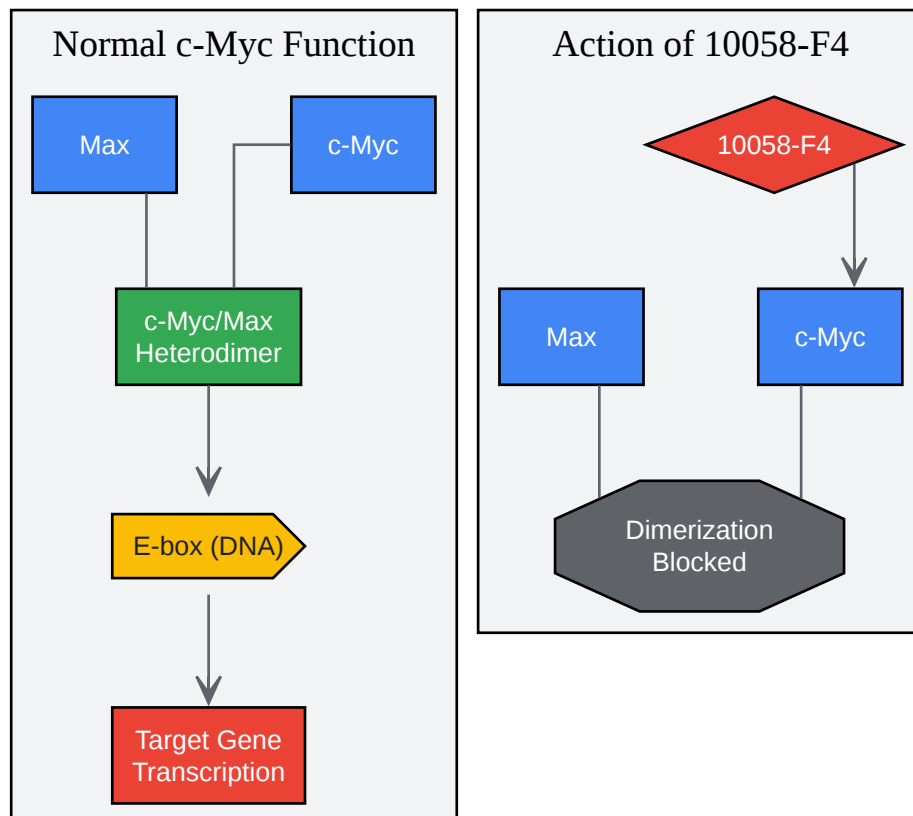 Normal c-Myc Function
Max
c-Myc
c-Myc/Max
Heterodimer
E-box (DNA)
Target Gene
Transcription
Action of 10058-F4
10058-F4
Max
c-Myc
Dimerization
Blocked